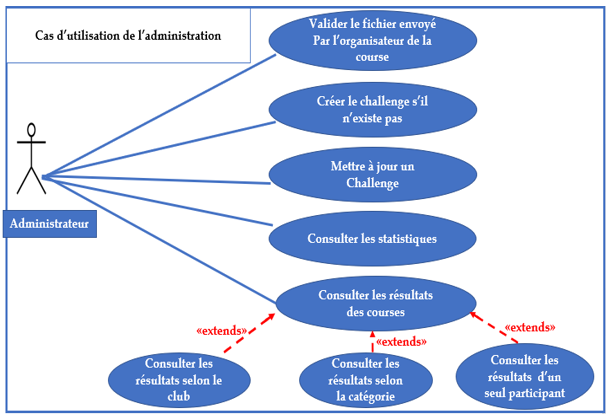 Cas d’utilisation de l’administration
Valider le fichier envoyé
Par l’organisateur de la
course
Créer le challenge s’il
n’existe pas
Mettre à jour un
Challenge
Administrateur
Consulter les statistiques
Consulter les résultats
des courses
«extends»
«extends»
«extends»
Consulter les
résultats selon le
club
Consulter les
résultats selon
la catégorie
Consulter les
résultats d’un
seul participant